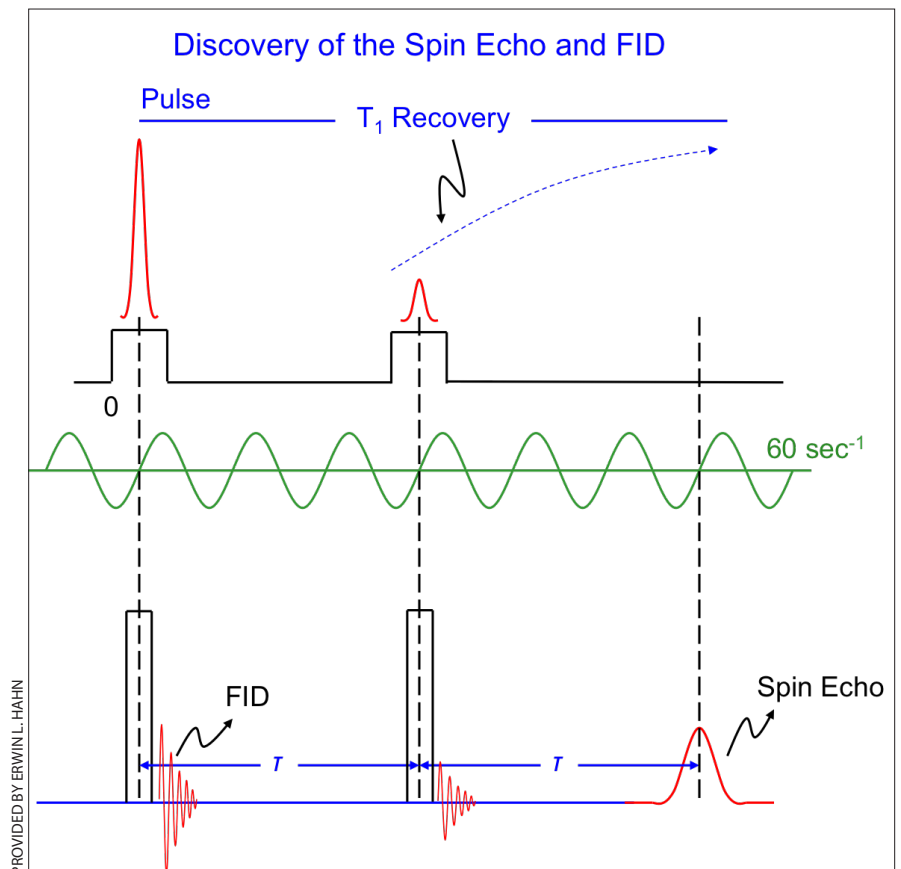 Discovery of the Spin Echo and FID
Pulse
T₁ Recovery
0
60 sec⁻¹
FID
Spin Echo
T
T
PROVIDED BY ERWIN L. HAHN